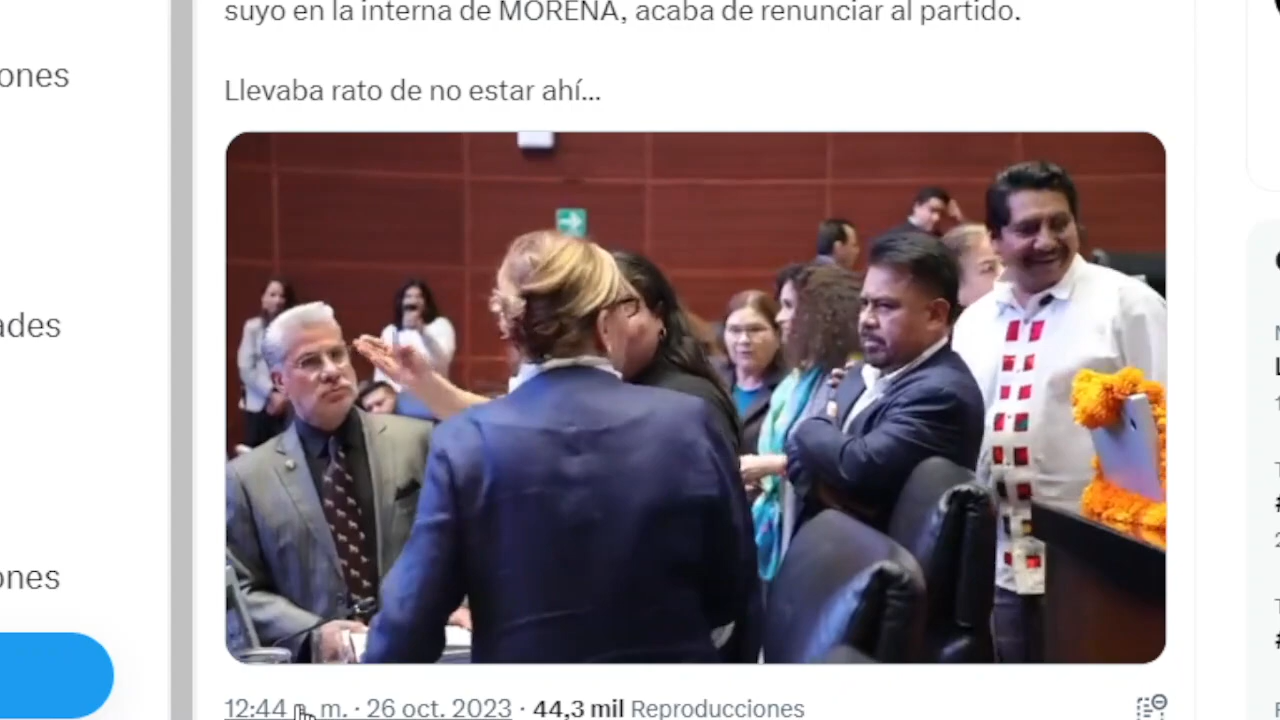 suyo en la interna de MORENA, acaba de renunciar al partido.
ones
Llevaba rato de no estar ahí...
ades
ones
12:44 m. · 26 oct. 2023 · 44,3 mil Reproducciones